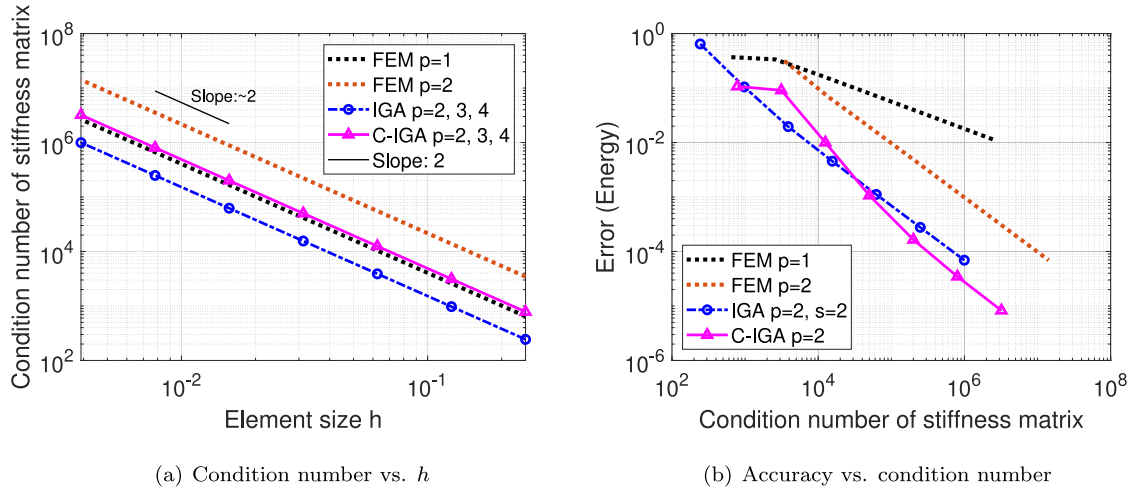 Condition number of stiffness matrix
10^8
10^6
10^4
10^2
FEM p=1
FEM p=2
IGA p=2, 3, 4
C-IGA p=2, 3, 4
Slope: 2
Slope:~2
10^-2
10^-1
Element size h
(a) Condition number vs. h
Error (Energy)
10^0
10^-2
10^-4
10^-6
FEM p=1
FEM p=2
IGA p=2, s=2
C-IGA p=2
10^2
10^4
10^6
10^8
Condition number of stiffness matrix
(b) Accuracy vs. condition number